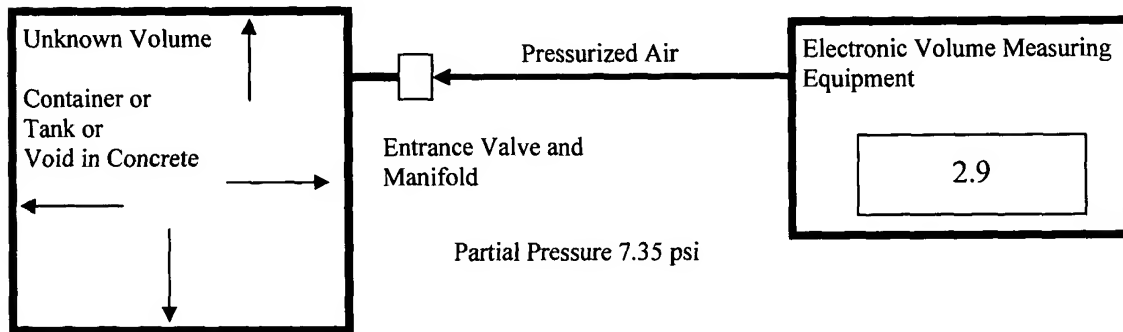 Unknown Volume
Container or
Tank or
Void in Concrete
Pressurized Air
Entrance Valve and
Manifold
Partial Pressure 7.35 psi
Electronic Volume Measuring
Equipment
2.9